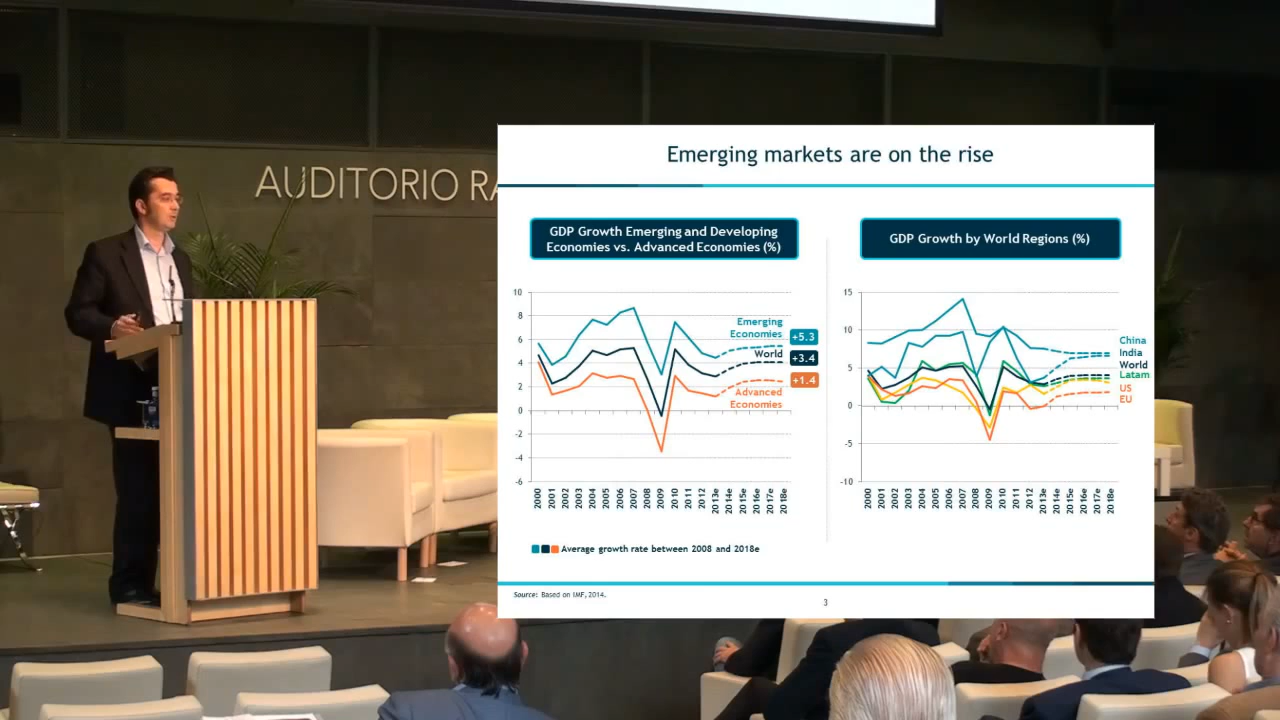 AUDITORIO RA
Emerging markets are on the rise
GDP Growth Emerging and Developing
Economies vs. Advanced Economies (%)
10
8
6
4
2
0
-2
-4
-6
Emerging
Economies
+5.3
World
+3.4
+1.4
Advanced
Economies
2000
2001
2002
2003
2004
2005
2006
2007
2008
2009
2010
2011
2012
2013e
2014e
2015e
2016e
2017e
2018e
Average growth rate between 2008 and 2018e
GDP Growth by World Regions (%)
15
10
5
0
-5
-10
China
India
World
Latam
US
EU
2000
2001
2002
2003
2004
2005
2006
2007
2008
2009
2010
2011
2012
2013e
2014e
2015e
2016e
2017e
2018e
Source: Based on IMF, 2014.
3